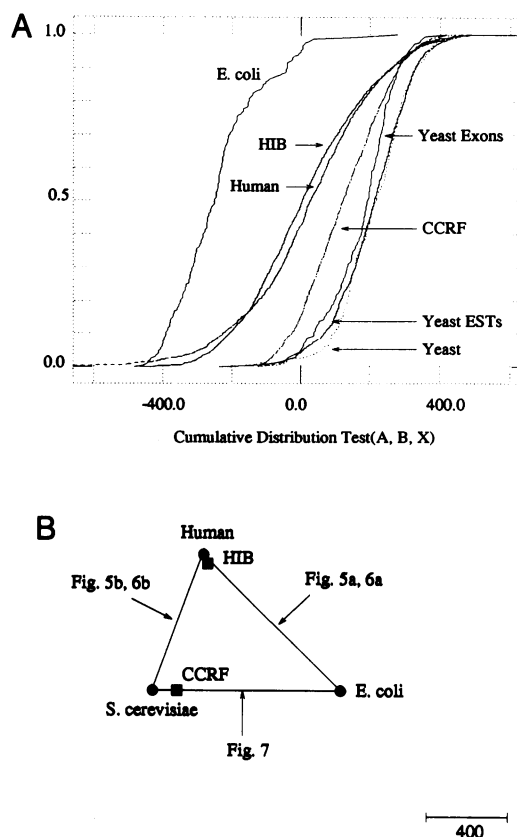 A
1.0
E. coli
HIB
Yeast Exons
0.5
Human
CCRF
Yeast ESTs
0.0
Yeast
-400.0
0.0
400.0
Cumulative Distribution Test(A, B, X)
B
Human
HIB
Fig. 5b, 6b
Fig. 5a, 6a
CCRF
S. cerevisiae
E. coli
Fig. 7
400